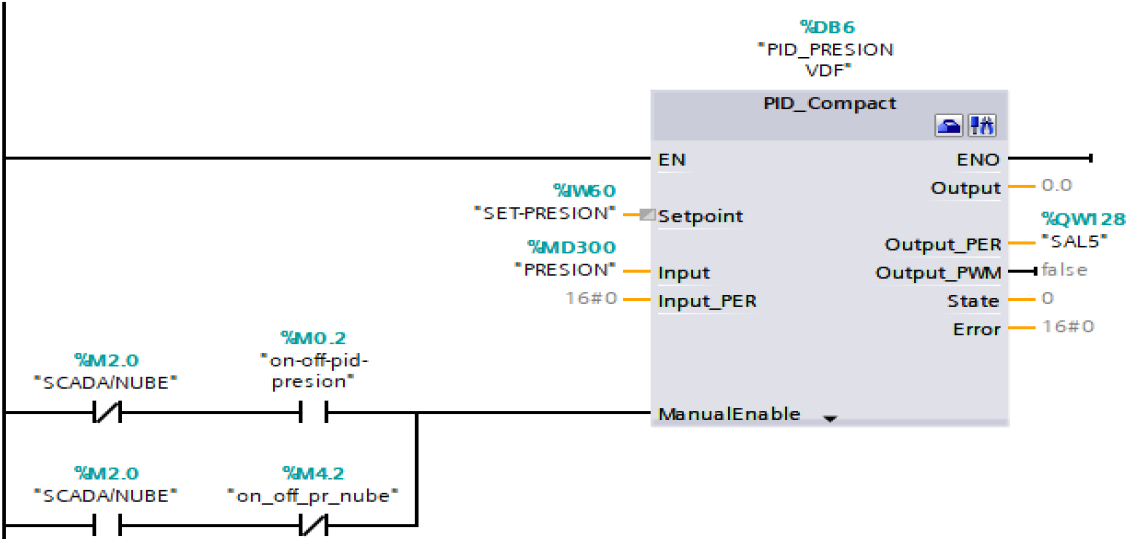 %DB6
"PID_PRESION
VDF"
PID_Compact
EN
ENO
Output
0.0
%IW60
"SET-PRESION"
Setpoint
%QW128
"SAL5"
Output_PER
%MD300
"PRESION"
Input
Output_PWM
false
16#0
Input_PER
State
0
Error
16#0
%M2.0
"SCADA/NUBE"
%M0.2
"on-off-pid-
presion"
ManualEnable
%M2.0
"SCADA/NUBE"
%M4.2
"on_off_pr_nube"